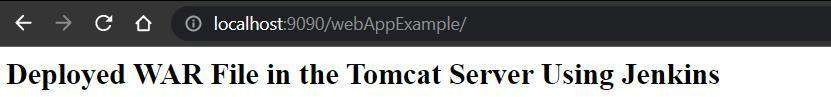 localhost:9090/webAppExample/
Deployed WAR File in the Tomcat Server Using Jenkins